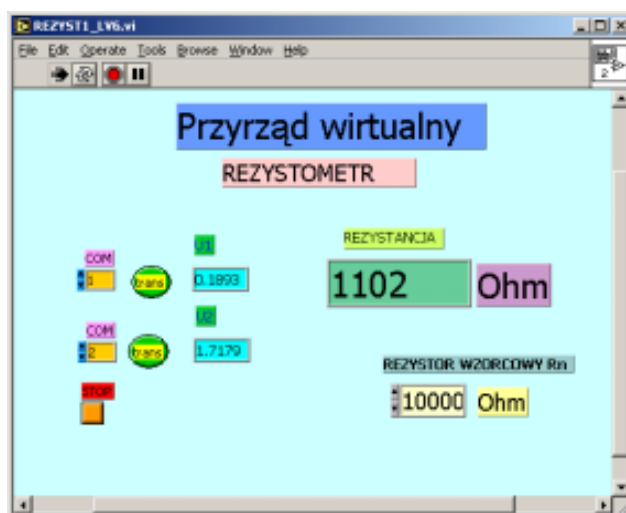 REZYST1_LV6.vi
File Edit Operate Tools Browse Window Help
2
Przyrząd wirtualny
REZYSTOMETR
U1
REZYSTANCJA
COM
1
trans
0.1893
1102
Ohm
U2
COM
2
trans
1.7179
REZYSTOR WZORCOWY Rn
STOP
10000 Ohm